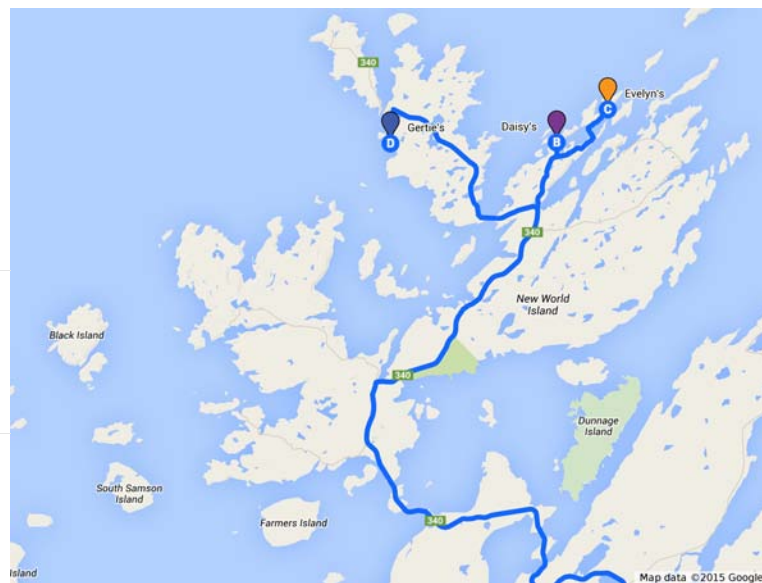 340
Evelyn's
C
Daisy's
Gertie's
B
D
340
New World
Island
Black Island
340
Dunnage
Island
South Samson
Island
Farmers Island
340
Island
Map data ©2015 Google